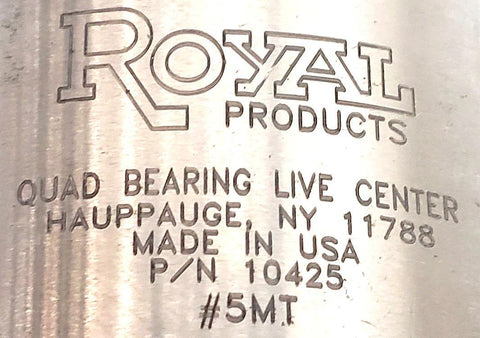 ROYAL
PRODUCTS
QUAD BEARING LIVE CENTER
HAUPPAUGE, NY 11788
MADE IN USA
P/N 10425
#5MT